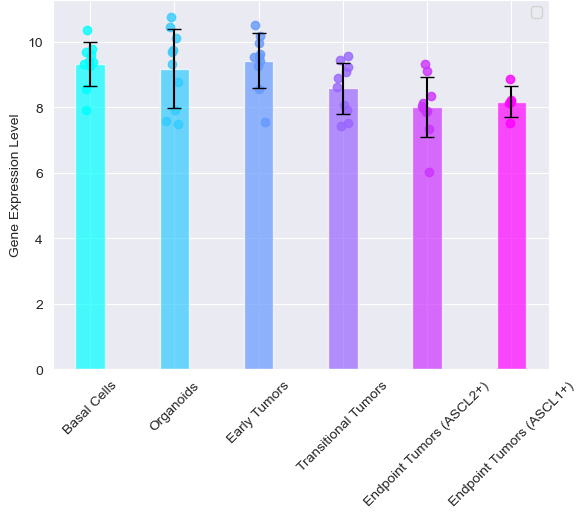 Gene Expression Level
10
8
6
4
2
0
Basal Cells
Organoids
Early Tumors
Transitional Tumors
Endpoint Tumors (ASCL2+)
Endpoint Tumors (ASCL1+)